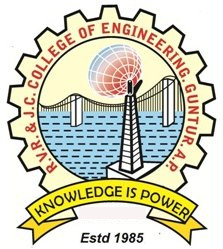 R.V.R. & J.C. COLLEGE OF ENGINEERING. GUNTUR. A.P.
KNOWLEDGE IS POWER
Estd 1985